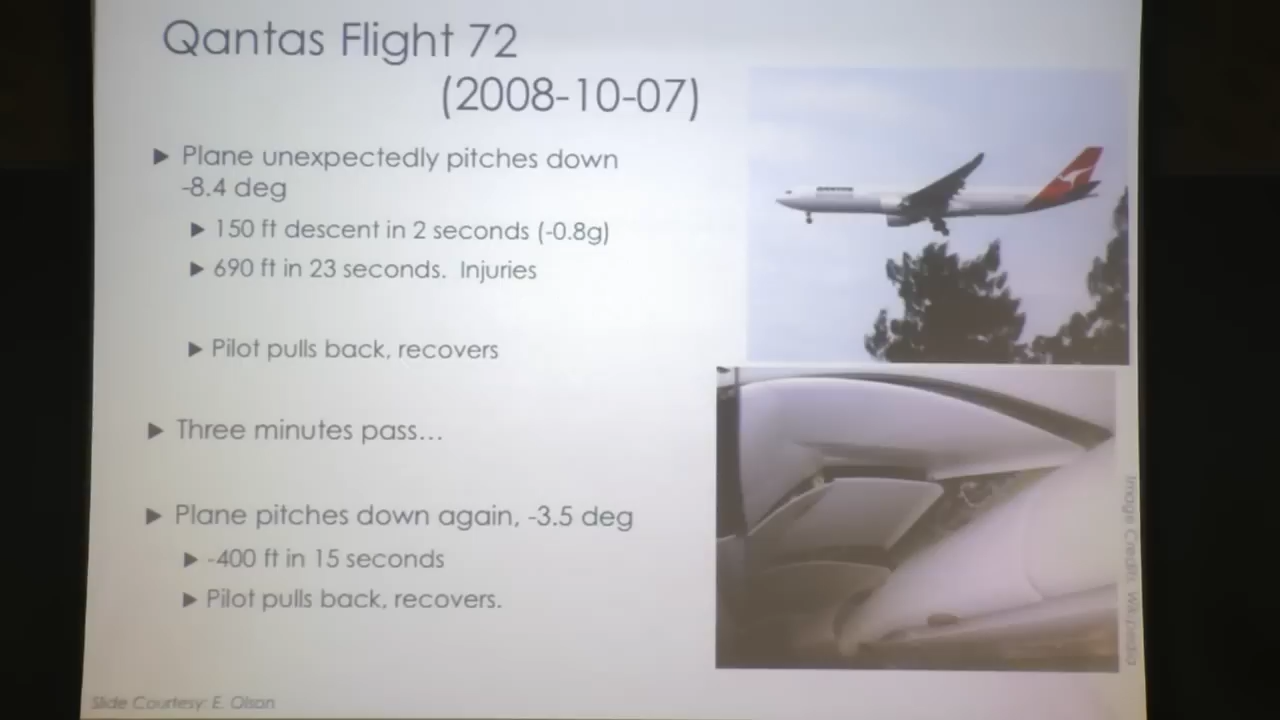 Qantas Flight 72
(2008-10-07)
Plane unexpectedly pitches down
-8.4 deg
150 ft descent in 2 seconds (-0.8g)
690 ft in 23 seconds. Injuries
Pilot pulls back, recovers
Three minutes pass…
Plane pitches down again, -3.5 deg
-400 ft in 15 seconds
Pilot pulls back, recovers.
Slide Courtesy: E. Olson
QANTAS
Image Credit: Wikipedia